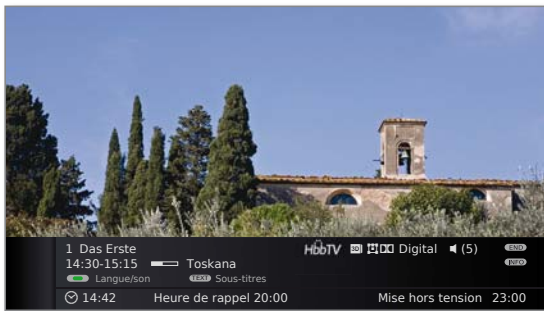 1 Das Erste HbbTV 3D Digital (5) END
14:30-15:15 Toskana INFO
Langue/son TEXT Sous-titres
14:42 Heure de rappel 20:00 Mise hors tension 23:00